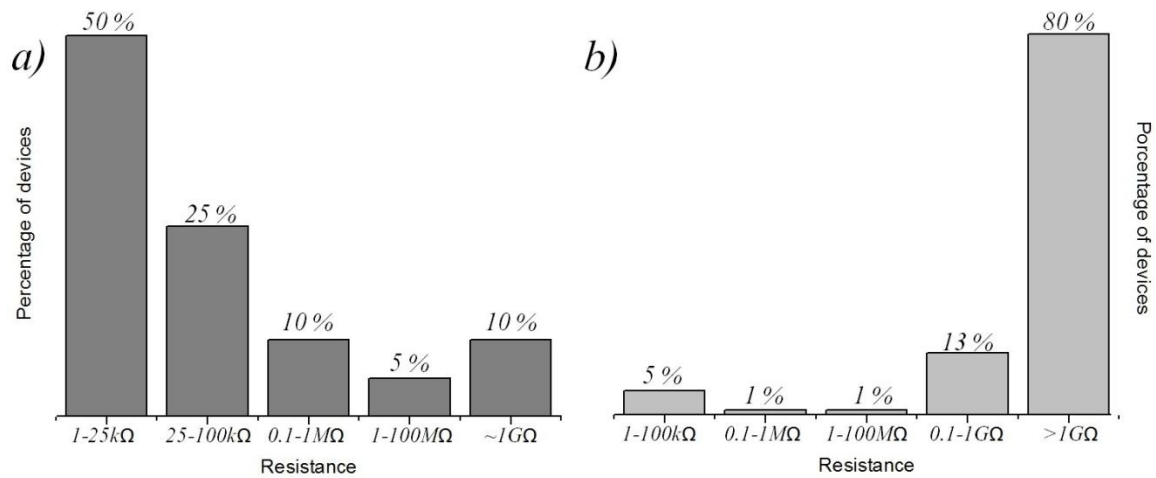 a)
50 %
25 %
10 %
5 %
10 %
Percentage of devices
1-25kΩ 25-100kΩ 0.1-1MΩ 1-100MΩ ~1GΩ
Resistance
b)
5 %
1 %
1 %
13 %
80 %
Porcentage of devices
1-100kΩ 0.1-1MΩ 1-100MΩ 0.1-1GΩ >1GΩ
Resistance